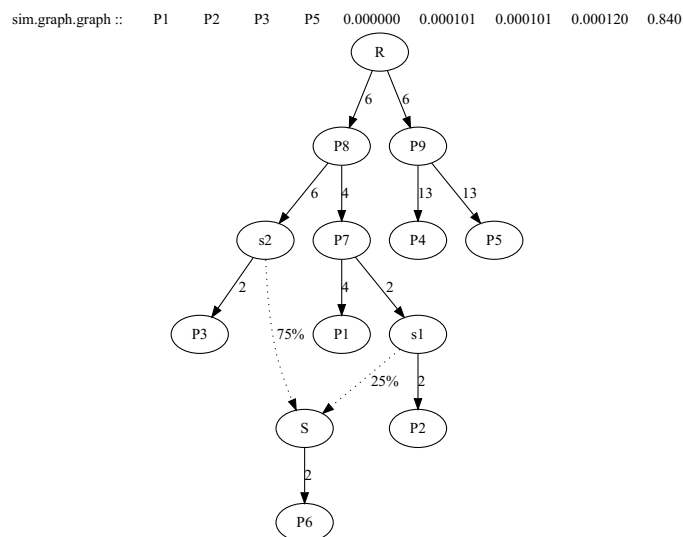 sim.graph.graph :: P1 P2 P3 P5 0.000000 0.000101 0.000101 0.000120 0.840
R
6 6
P8 P9
6 4 13 13
s2 P7 P4 P5
2 4 2
P3 75% P1 s1
25% 2
S P2
2
P6